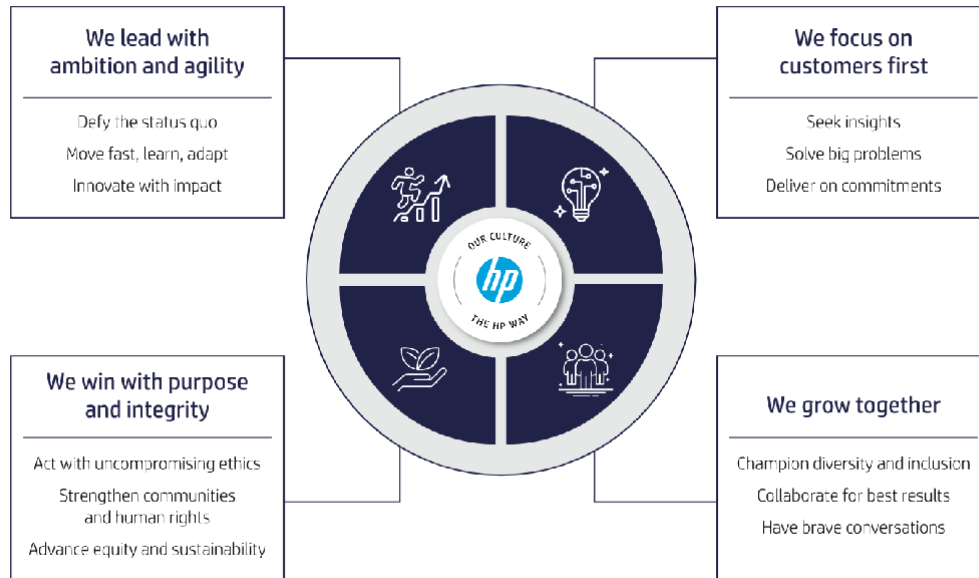 We lead with
ambition and agility
Defy the status quo
Move fast, learn, adapt
Innovate with impact
We focus on
customers first
Seek insights
Solve big problems
Deliver on commitments
OUR CULTURE
hp
THE HP WAY
We win with purpose
and integrity
Act with uncompromising ethics
Strengthen communities
and human rights
Advance equity and sustainability
We grow together
Champion diversity and inclusion
Collaborate for best results
Have brave conversations